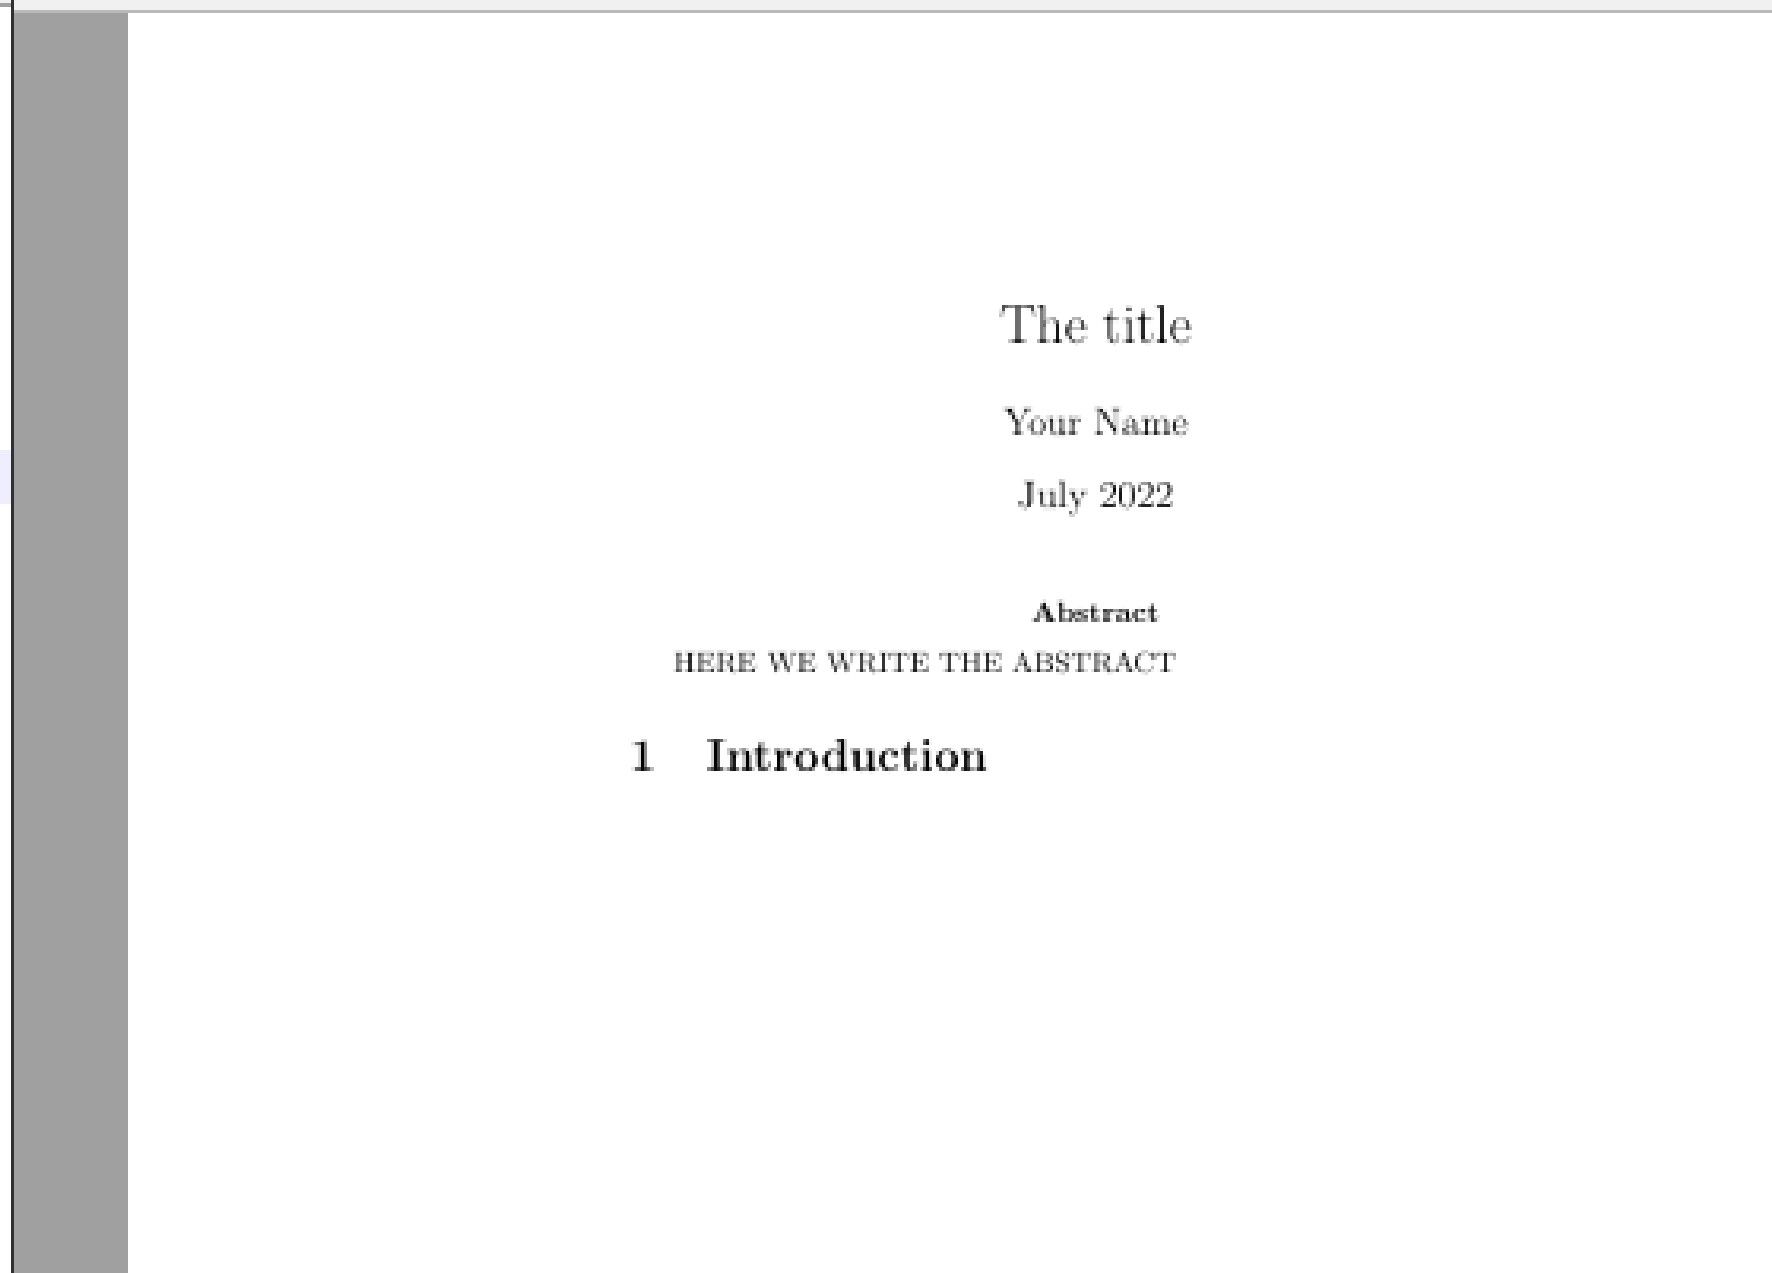 The title
Your Name
July 2022
Abstract
HERE WE WRITE THE ABSTRACT
1 Introduction